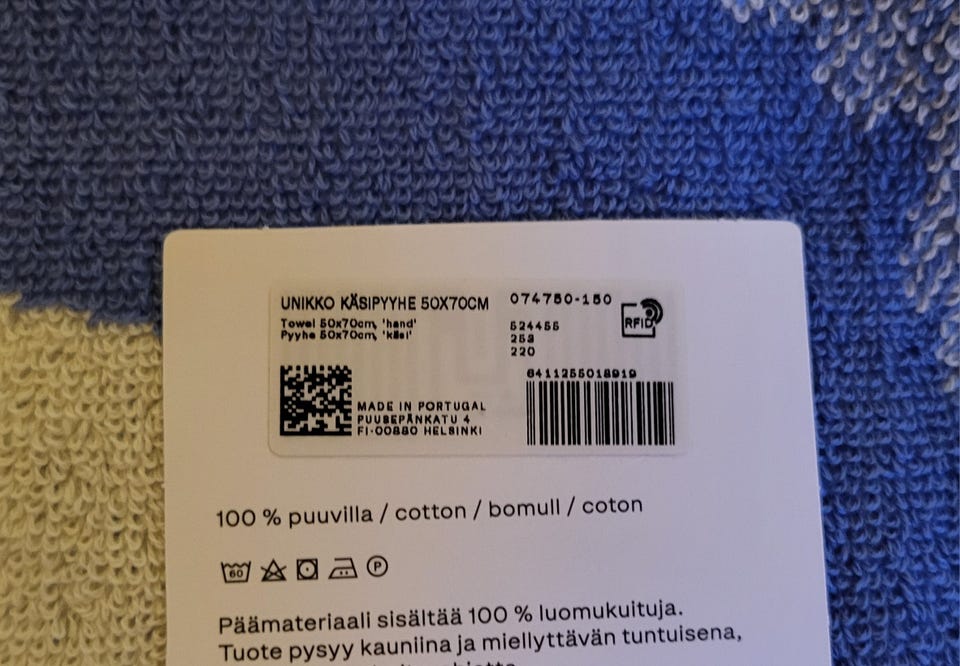 UNIKKO KÄSIPYYHE 50X70CM
Towel 50x70cm, 'hand'
Pyyhe 50x70cm, 'käsi'
074750-150
524455
253
220
RFID
6411255018919
MADE IN PORTUGAL
PUUSEPÄNKATU 4
FI-00880 HELSINKI
100 % puuvilla / cotton / bomull / coton
60
P
Päämateriaali sisältää 100 % luomukuituja.
Tuote pysyy kauniina ja miellyttävän tuntuisena,